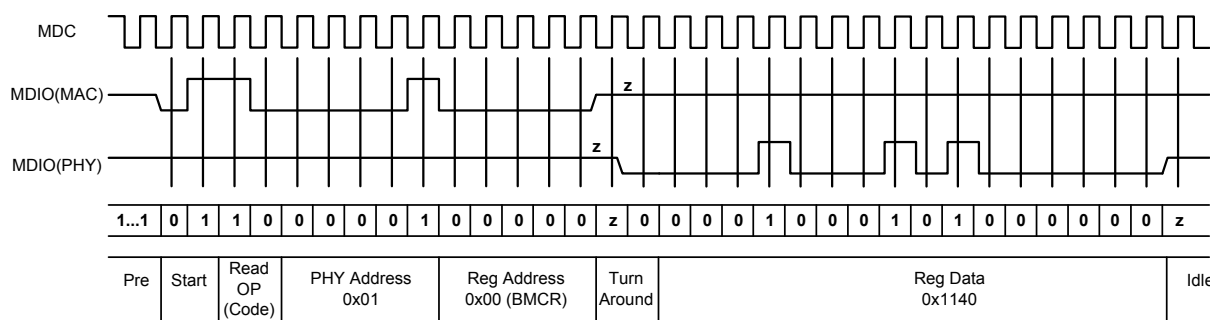 MDC
MDIO(MAC)
z
MDIO(PHY)
z
1...1 0 1 1 0 0 0 0 0 1 0 0 0 0 0 z 0 0 0 0 1 0 0 0 1 0 1 0 0 0 0 0 0 z
Pre
Start
Read
OP
(Code)
PHY Address
0x01
Reg Address
0x00 (BMCR)
Turn
Around
Reg Data
0x1140
Idle